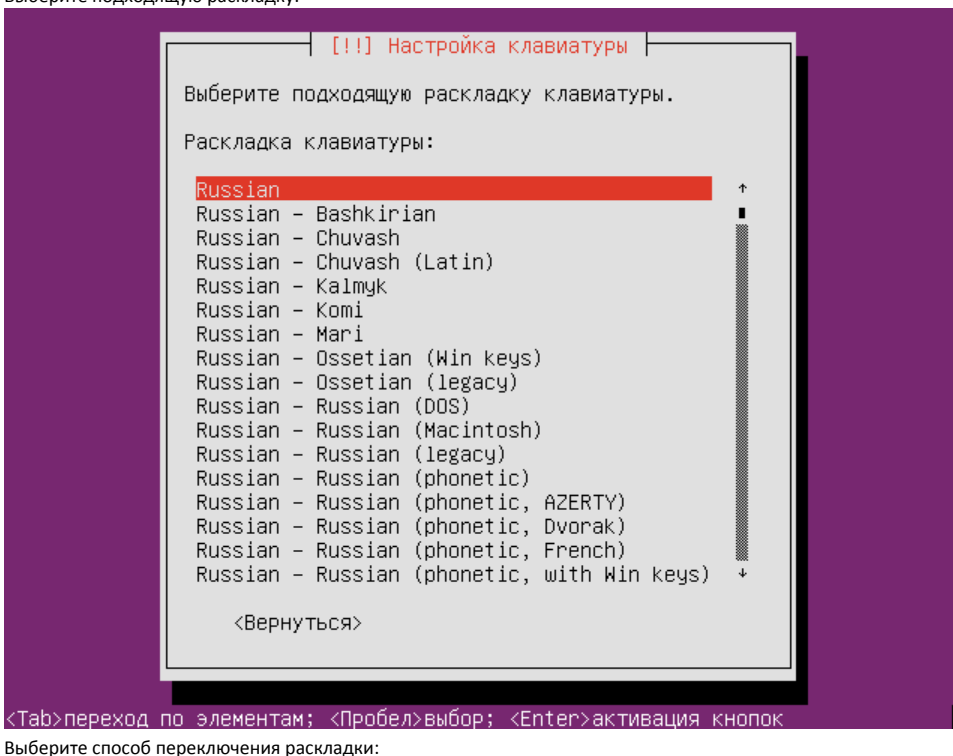 Выберите подходящую раскладку:
[!!] Настройка клавиатуры
Выберите подходящую раскладку клавиатуры.
Раскладка клавиатуры:
Russian
Russian - Bashkirian
Russian - Chuvash
Russian - Chuvash (Latin)
Russian - Kalmyk
Russian - Komi
Russian - Mari
Russian - Ossetian (Win keys)
Russian - Ossetian (legacy)
Russian - Russian (DOS)
Russian - Russian (Macintosh)
Russian - Russian (legacy)
Russian - Russian (phonetic)
Russian - Russian (phonetic, AZERTY)
Russian - Russian (phonetic, Dvorak)
Russian - Russian (phonetic, French)
Russian - Russian (phonetic, with Win keys)
<Вернуться>
<Tab>переход по элементам; <Пробел>выбор; <Enter>активация кнопок
Выберите способ переключения раскладки: